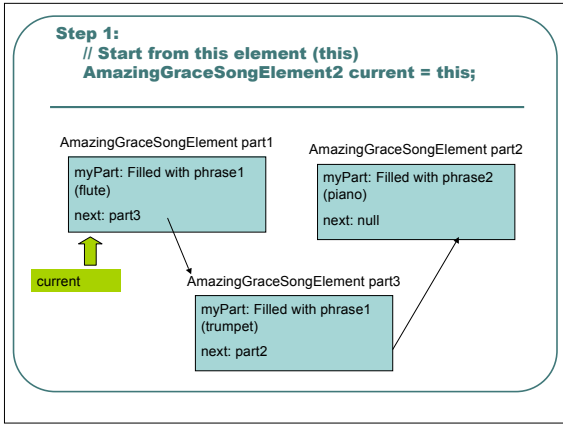 Step 1:
// Start from this element (this)
AmazingGraceSongElement2 current = this;
AmazingGraceSongElement part1
myPart: Filled with phrase1
(flute)
next: part3
current
AmazingGraceSongElement part2
myPart: Filled with phrase2
(piano)
next: null
AmazingGraceSongElement part3
myPart: Filled with phrase1
(trumpet)
next: part2